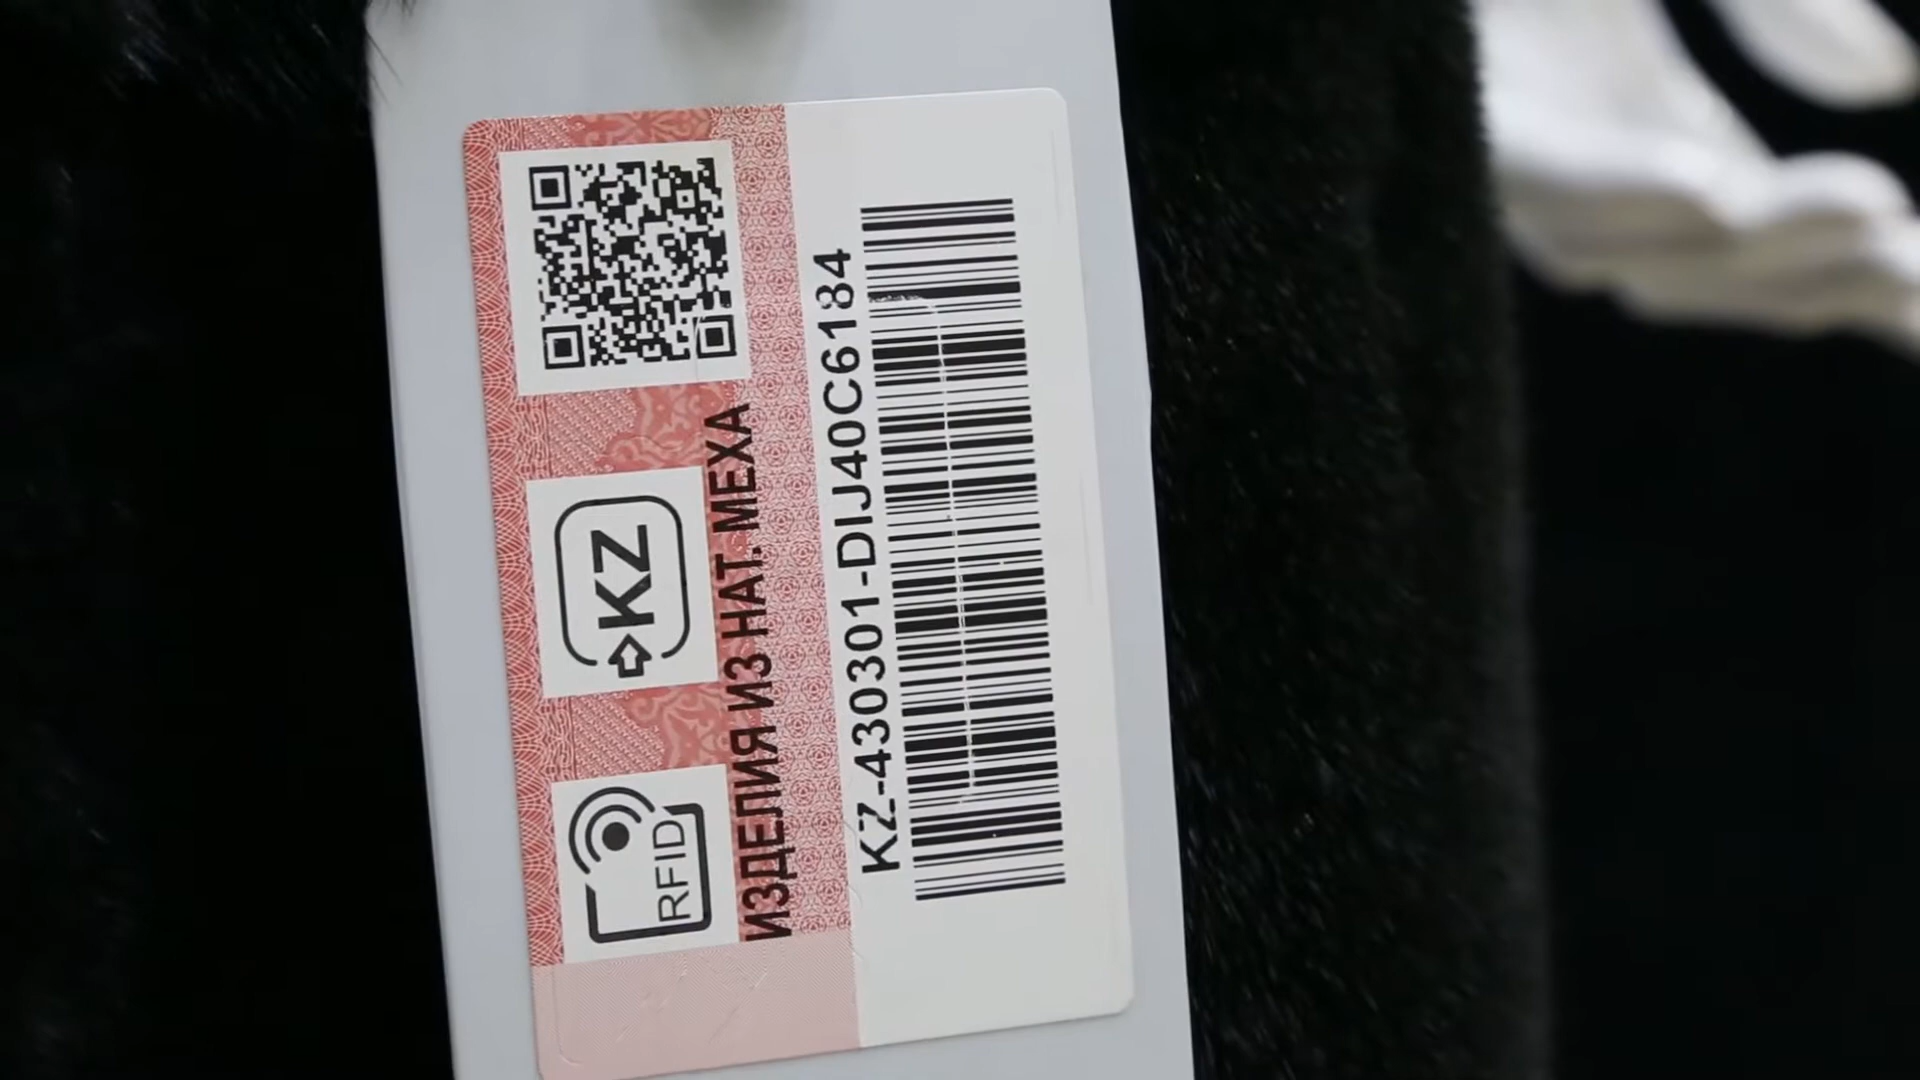 RFID
KZ
ИЗДЕЛИЯ ИЗ НАТ. МЕХА
KZ-430301-DIJ40C6184